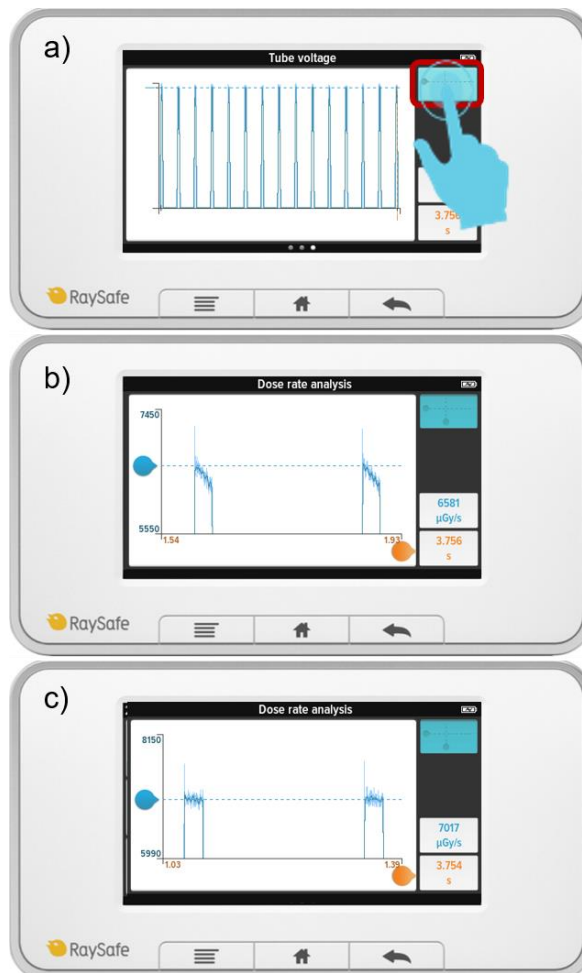 a)
Tube voltage
3.756
s
RaySafe
b)
Dose rate analysis
7450
5550
1.54
1.93
6581
μGy/s
3.756
s
RaySafe
c)
Dose rate analysis
8150
5990
1.03
1.39
7017
μGy/s
3.754
s
RaySafe